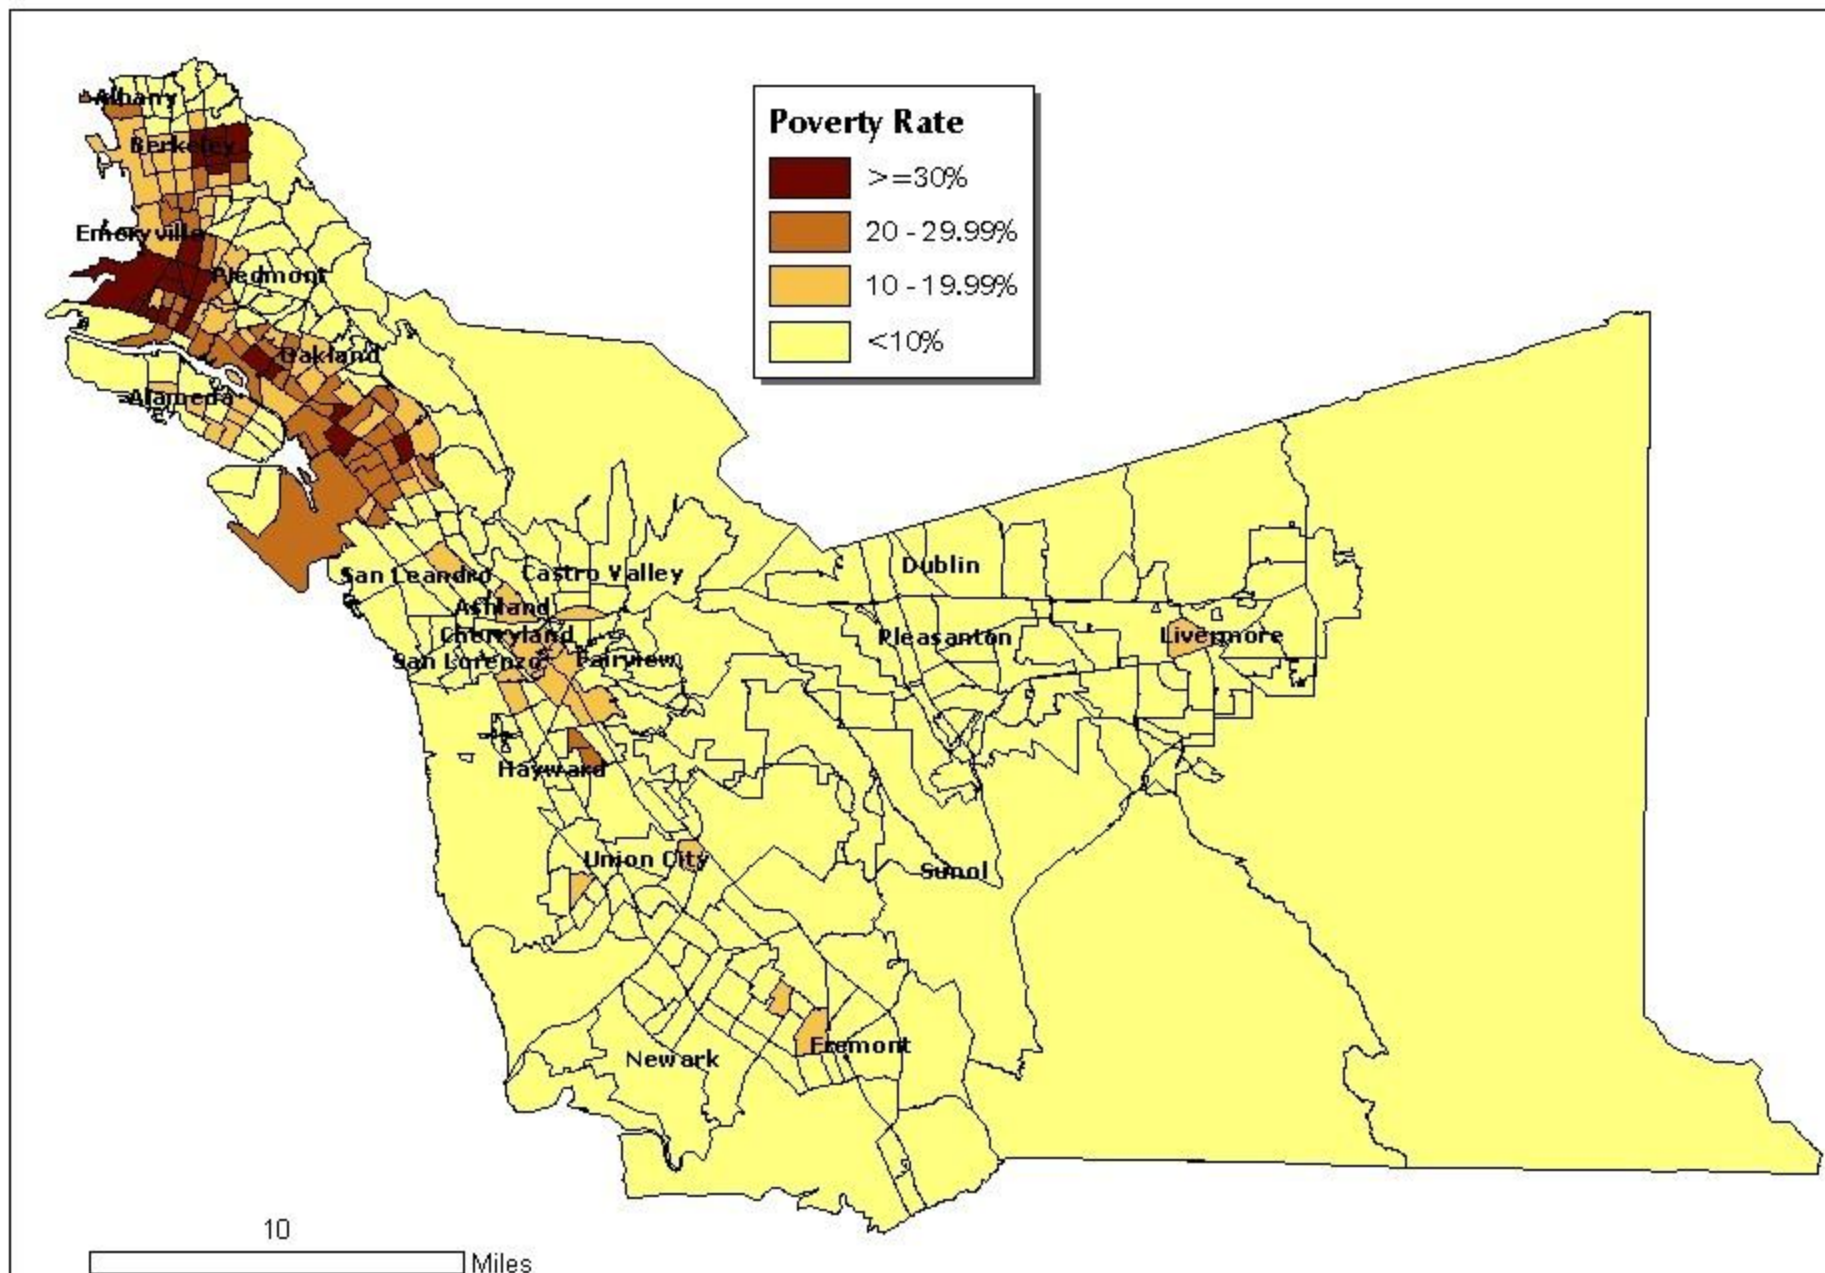 Poverty Rate
>=30%
20 - 29.99%
10 - 19.99%
<10%
Albany
Berkeley
Emeryville
Piedmont
Oakland
Alameda
San Leandro
Castro Valley
Dublin
Ashland
Cherryland
Pleasanton
Livermore
San Lorenzo
Fairview
Hayward
Union City
Sunol
Fremont
Newark
10
Miles